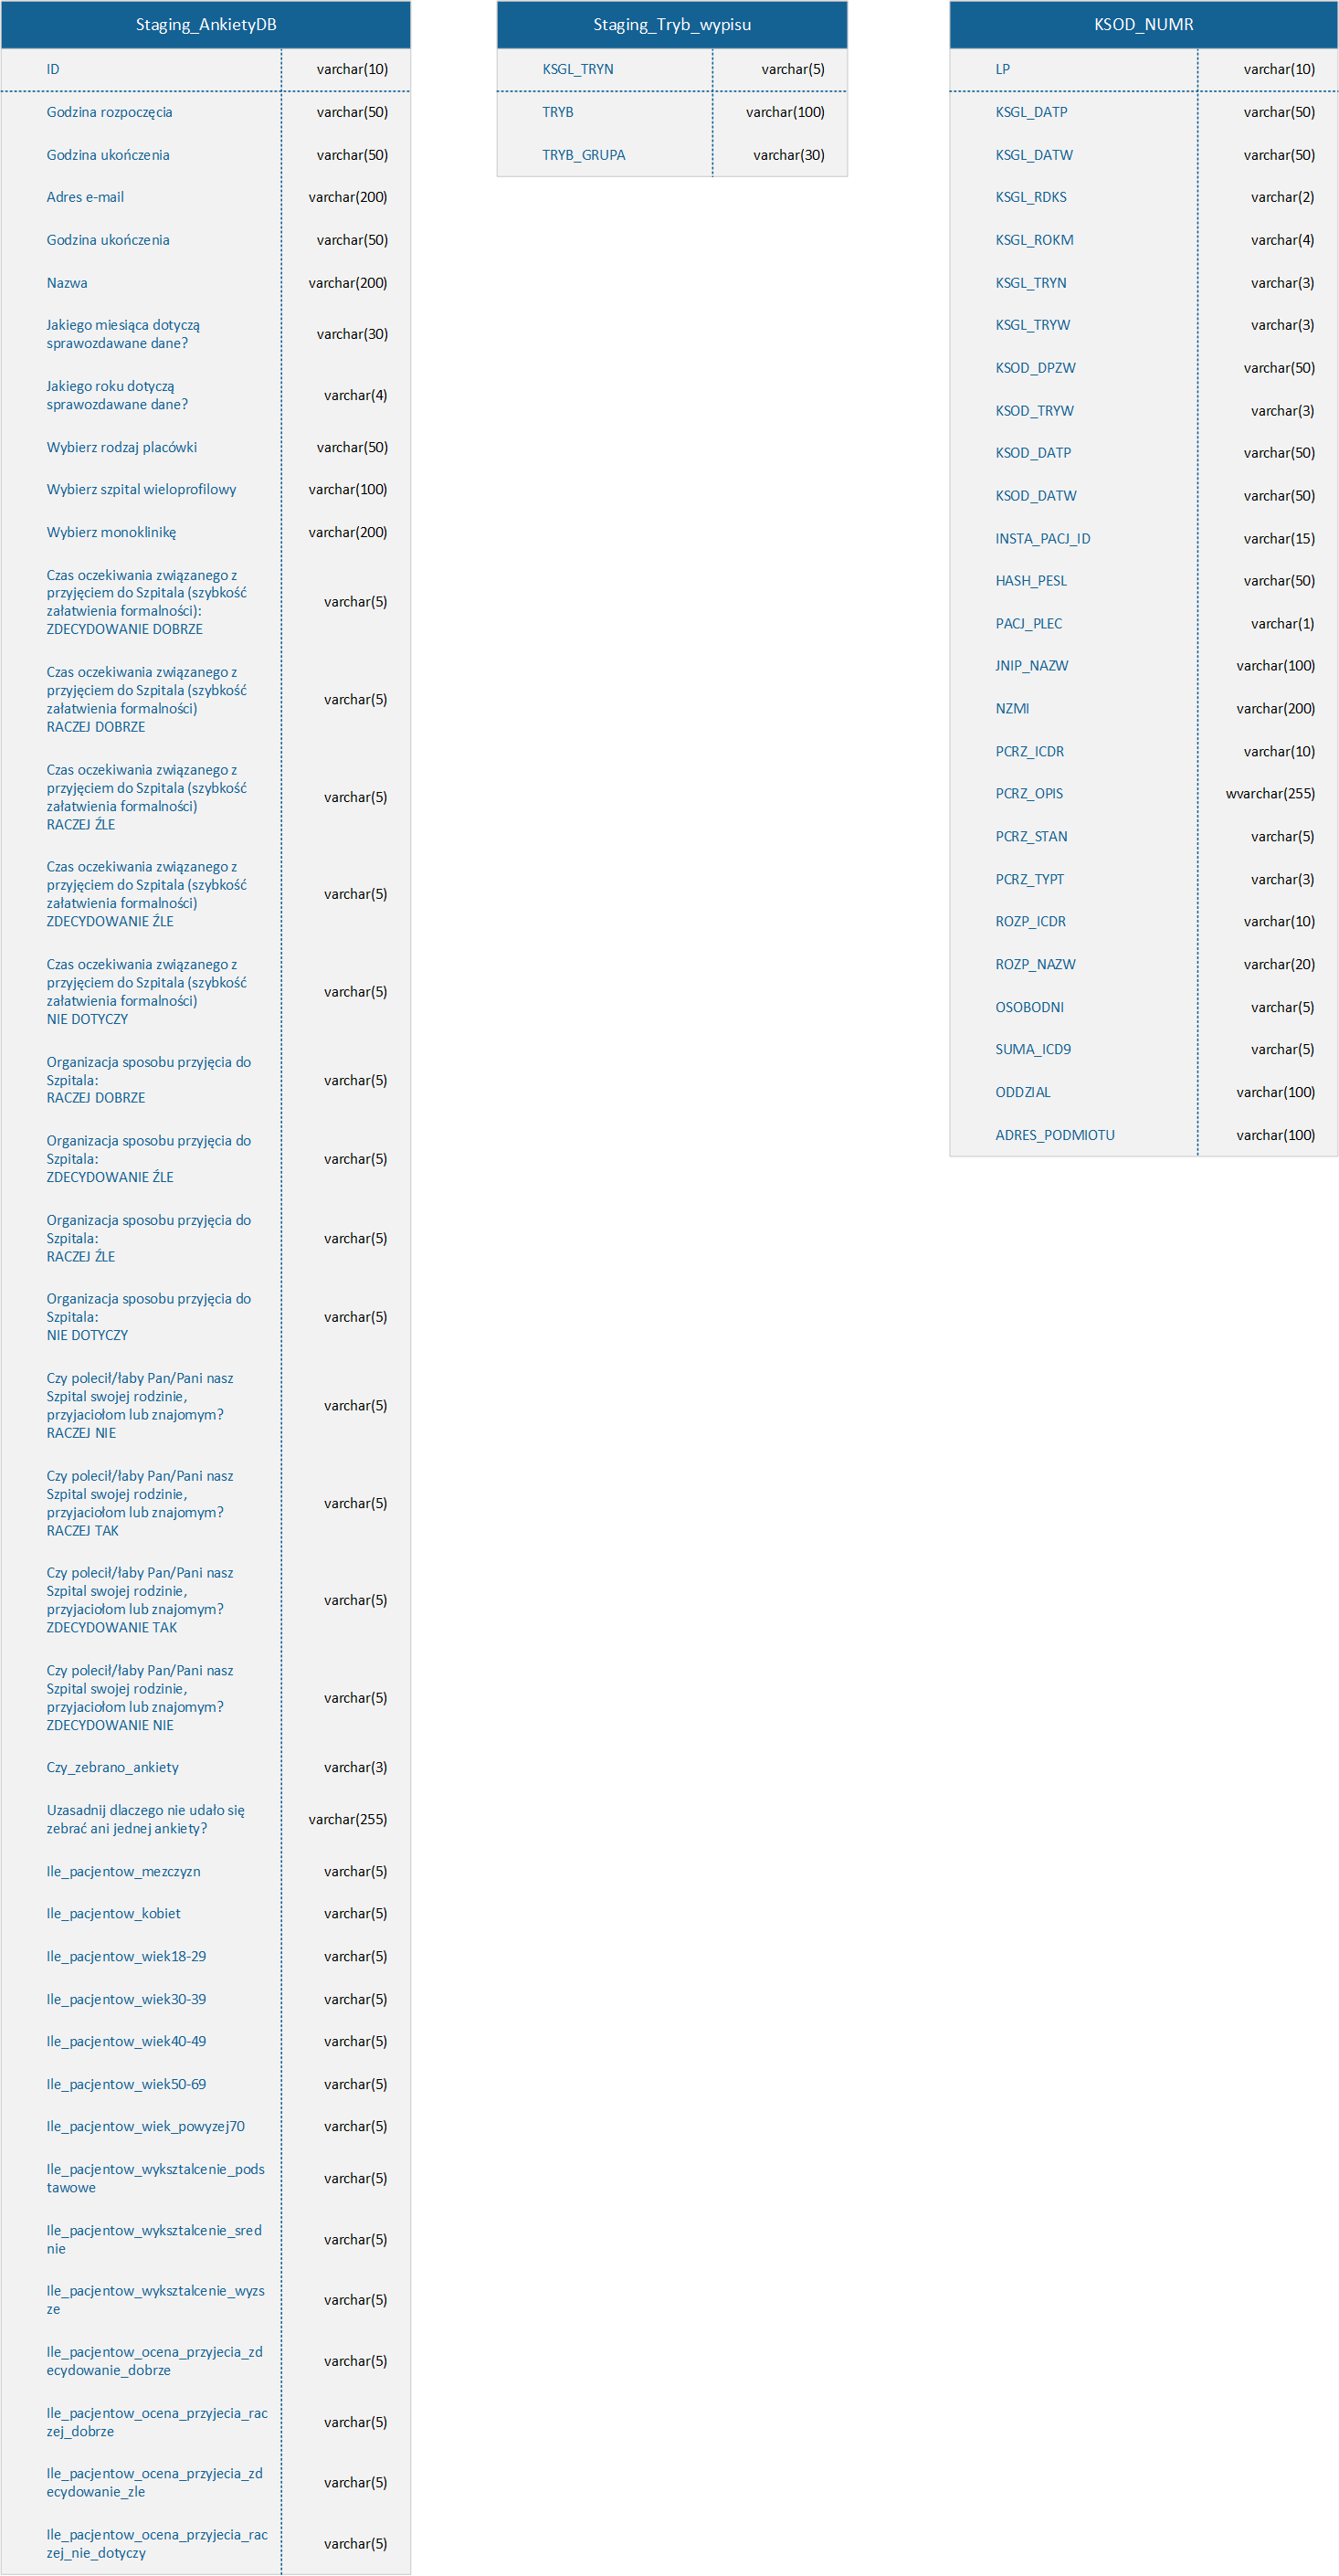 Staging_AnkietyDB
ID varchar(10)
Godzina rozpoczęcia varchar(50)
Godzina ukończenia varchar(50)
Adres e-mail varchar(200)
Godzina ukończenia varchar(50)
Nazwa varchar(200)
Jakiego miesiąca dotyczą
sprawozdawane dane?
varchar(30)
Jakiego roku dotyczą
sprawozdawane dane?
varchar(4)
Wybierz rodzaj placówki varchar(50)
Wybierz szpital wieloprofilowy varchar(100)
Wybierz monoklinikę varchar(200)
Czas oczekiwania związanego z
przyjęciem do Szpitala (szybkość
załatwienia formalności):
ZDECYDOWANIE DOBRZE
varchar(5)
Czas oczekiwania związanego z
przyjęciem do Szpitala (szybkość
załatwienia formalności)
RACZEJ DOBRZE
varchar(5)
Czas oczekiwania związanego z
przyjęciem do Szpitala (szybkość
załatwienia formalności)
RACZEJ ŹLE
varchar(5)
Czas oczekiwania związanego z
przyjęciem do Szpitala (szybkość
załatwienia formalności)
ZDECYDOWANIE ŹLE
varchar(5)
Czas oczekiwania związanego z
przyjęciem do Szpitala (szybkość
załatwienia formalności)
NIE DOTYCZY
varchar(5)
Organizacja sposobu przyjęcia do
Szpitala:
RACZEJ DOBRZE
varchar(5)
Organizacja sposobu przyjęcia do
Szpitala:
ZDECYDOWANIE ŹLE
varchar(5)
Organizacja sposobu przyjęcia do
Szpitala:
RACZEJ ŹLE
varchar(5)
Organizacja sposobu przyjęcia do
Szpitala:
NIE DOTYCZY
varchar(5)
Czy polecił/łaby Pan/Pani nasz
Szpital swojej rodzinie,
przyjaciołom lub znajomym?
RACZEJ NIE
varchar(5)
Czy polecił/łaby Pan/Pani nasz
Szpital swojej rodzinie,
przyjaciołom lub znajomym?
RACZEJ TAK
varchar(5)
Czy polecił/łaby Pan/Pani nasz
Szpital swojej rodzinie,
przyjaciołom lub znajomym?
ZDECYDOWANIE TAK
varchar(5)
Czy polecił/łaby Pan/Pani nasz
Szpital swojej rodzinie,
przyjaciołom lub znajomym?
ZDECYDOWANIE NIE
varchar(5)
Czy_zebrano_ankiety varchar(3)
Uzasadnij dlaczego nie udało się
zebrać ani jednej ankiety?
varchar(255)
Ile_pacjentow_mezczyzn varchar(5)
Ile_pacjentow_kobiet varchar(5)
Ile_pacjentow_wiek18-29 varchar(5)
Ile_pacjentow_wiek30-39 varchar(5)
Ile_pacjentow_wiek40-49 varchar(5)
Ile_pacjentow_wiek50-69 varchar(5)
Ile_pacjentow_wiek_powyzej70 varchar(5)
Ile_pacjentow_wyksztalcenie_pods
tawowe
varchar(5)
Ile_pacjentow_wyksztalcenie_sred
nie
varchar(5)
Ile_pacjentow_wyksztalcenie_wyzs
ze
varchar(5)
Ile_pacjentow_ocena_przyjecia_zd
ecydowanie_dobrze
varchar(5)
Ile_pacjentow_ocena_przyjecia_rac
zej_dobrze
varchar(5)
Ile_pacjentow_ocena_przyjecia_zd
ecydowanie_zle
varchar(5)
Ile_pacjentow_ocena_przyjecia_rac
zej_nie_dotyczy
varchar(5)
Staging_Tryb_wypisu
KSGL_TRYN varchar(5)
TRYB varchar(100)
TRYB_GRUPA varchar(30)
KSOD_NUMR
LP varchar(10)
KSGL_DATP varchar(50)
KSGL_DATW varchar(50)
KSGL_RDKS varchar(2)
KSGL_ROKM varchar(4)
KSGL_TRYN varchar(3)
KSGL_TRYW varchar(3)
KSOD_DPZW varchar(50)
KSOD_TRYW varchar(3)
KSOD_DATP varchar(50)
KSOD_DATW varchar(50)
INSTA_PACJ_ID varchar(15)
HASH_PESL varchar(50)
PACJ_PLEC varchar(1)
JNIP_NAZW varchar(100)
NZMI varchar(200)
PCRZ_ICDR varchar(10)
PCRZ_OPIS wvarchar(255)
PCRZ_STAN varchar(5)
PCRZ_TYPT varchar(3)
ROZP_ICDR varchar(10)
ROZP_NAZW varchar(20)
OSOBODNI varchar(5)
SUMA_ICD9 varchar(5)
ODDZIAL varchar(100)
ADRES_PODMIOTU varchar(100)